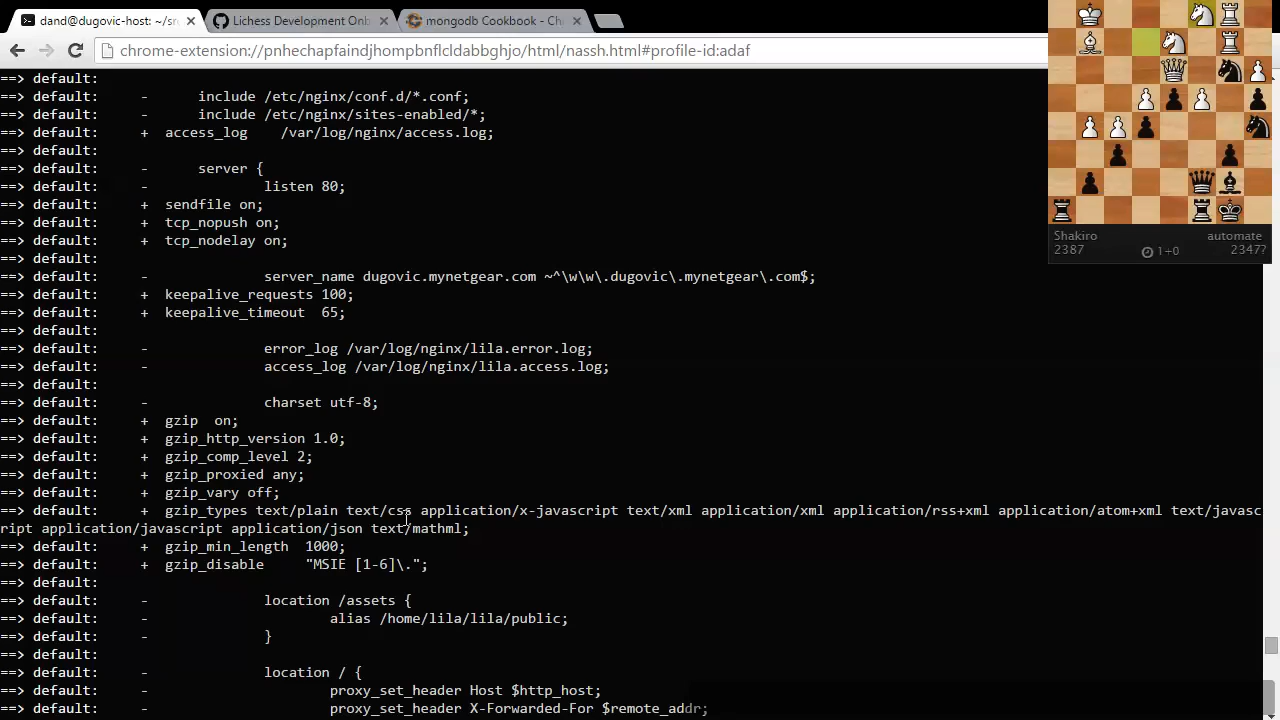 dand@dugovic-host: ~/sr
Lichess Development Onb
mongodb Cookbook - Ch
chrome-extension://pnhechapfaindjhompbnflcldabbghjo/html/nassh.html#profile-id:adaf
==> default:
==> default:     -      include /etc/nginx/conf.d/*.conf;
==> default:     -      include /etc/nginx/sites-enabled/*;
==> default:     +  access_log    /var/log/nginx/access.log;
==> default:
==> default:     -      server {
==> default:     -              listen 80;
==> default:     +  sendfile on;
==> default:     +  tcp_nopush on;
==> default:     +  tcp_nodelay on;
==> default:
==> default:     -              server_name dugovic.mynetgear.com ~^\w\w\.dugovic\.mynetgear\.com$;
==> default:     +  keepalive_requests 100;
==> default:     +  keepalive_timeout  65;
==> default:
==> default:     -              error_log /var/log/nginx/lila.error.log;
==> default:     -              access_log /var/log/nginx/lila.access.log;
==> default:
==> default:     -              charset utf-8;
==> default:     +  gzip  on;
==> default:     +  gzip_http_version 1.0;
==> default:     +  gzip_comp_level 2;
==> default:     +  gzip_proxied any;
==> default:     +  gzip_vary off;
==> default:     +  gzip_types text/plain text/css application/x-javascript text/xml application/xml application/rss+xml application/atom+xml text/javasc
ript application/javascript application/json text/mathml;
==> default:     +  gzip_min_length  1000;
==> default:     +  gzip_disable     "MSIE [1-6]\.";
==> default:
==> default:     -              location /assets {
==> default:     -                      alias /home/lila/lila/public;
==> default:     -              }
==> default:
==> default:     -              location / {
==> default:     -                      proxy_set_header Host $http_host;
==> default:     -                      proxy_set_header X-Forwarded-For $remote_addr;
Shakiro automate
2387 1+0 2347?